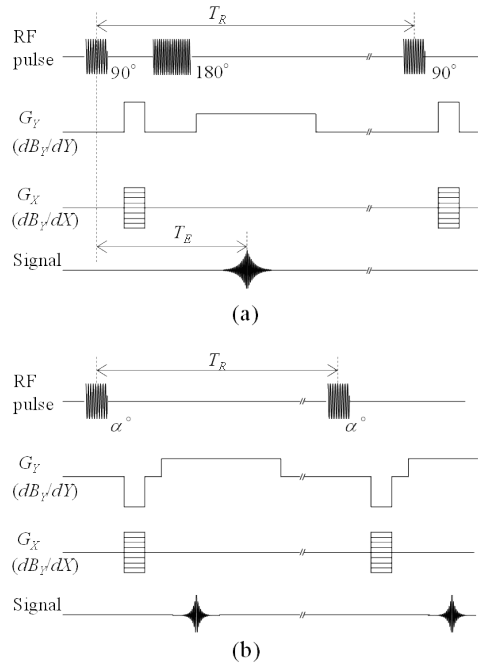 T_R
RF
pulse
90° 180° 90°
G_Y
(dB_Y/dY)
G_X
(dB_Y/dX)
T_E
Signal
(a)
T_R
RF
pulse
α° α°
G_Y
(dB_Y/dY)
G_X
(dB_Y/dX)
Signal
(b)